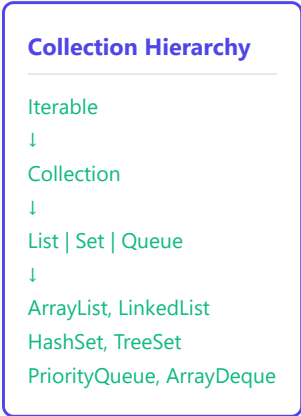 Collection Hierarchy
Iterable
↓
Collection
↓
List | Set | Queue
↓
ArrayList, LinkedList
HashSet, TreeSet
PriorityQueue, ArrayDeque